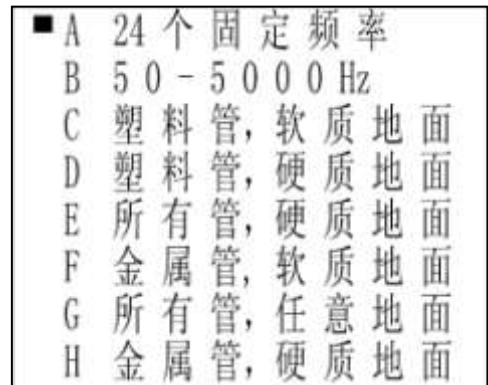 ■ A 24个固定频率
B 50-5000Hz
C 塑料管,软质地面
D 塑料管,硬质地面
E 所有管,硬质地面
F 金属管,软质地面
G 所有管,任意地面
H 金属管,硬质地面